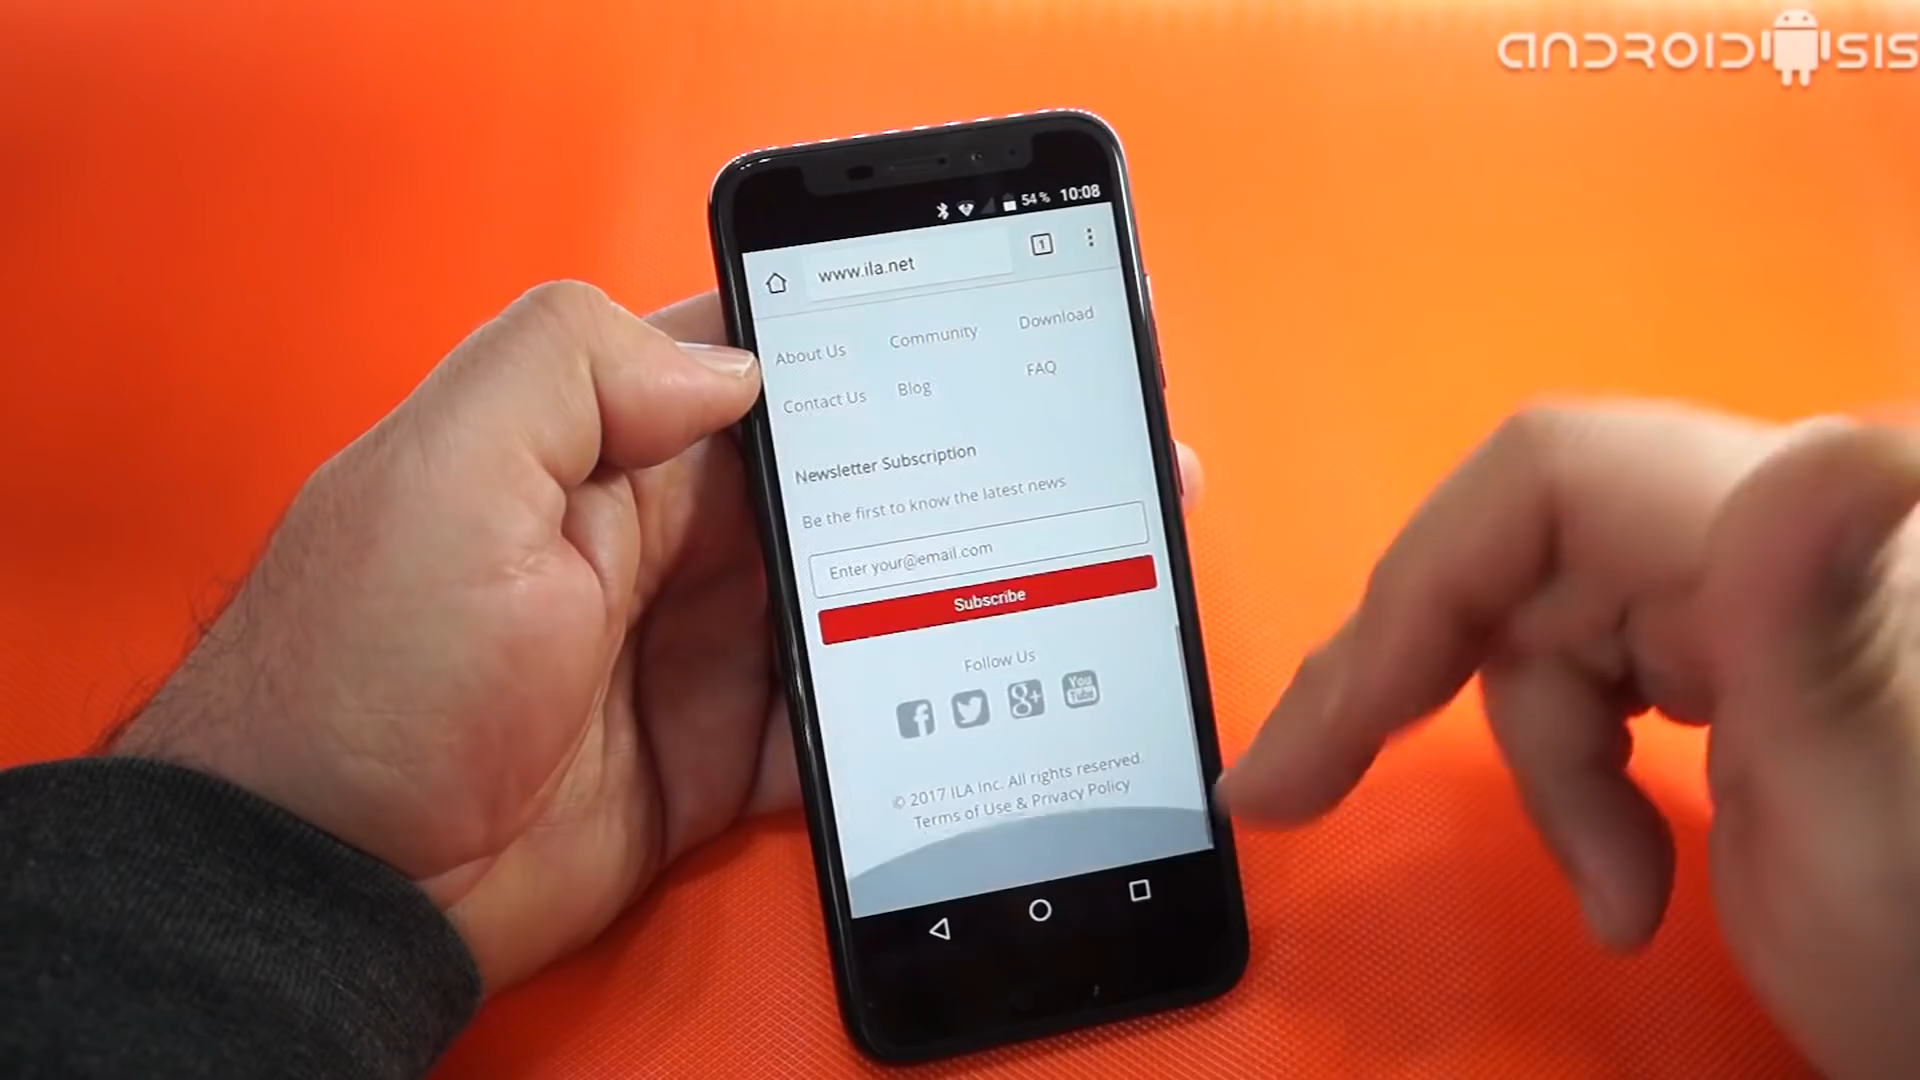 ANDROIDSIS
54 % 10:08
www.ila.net
1
About Us Community Download
Contact Us Blog FAQ
Newsletter Subscription
Be the first to know the latest news
Enter your@email.com
Subscribe
Follow Us
f g+ You Tube
© 2017 ILA Inc. All rights reserved.
Terms of Use & Privacy Policy